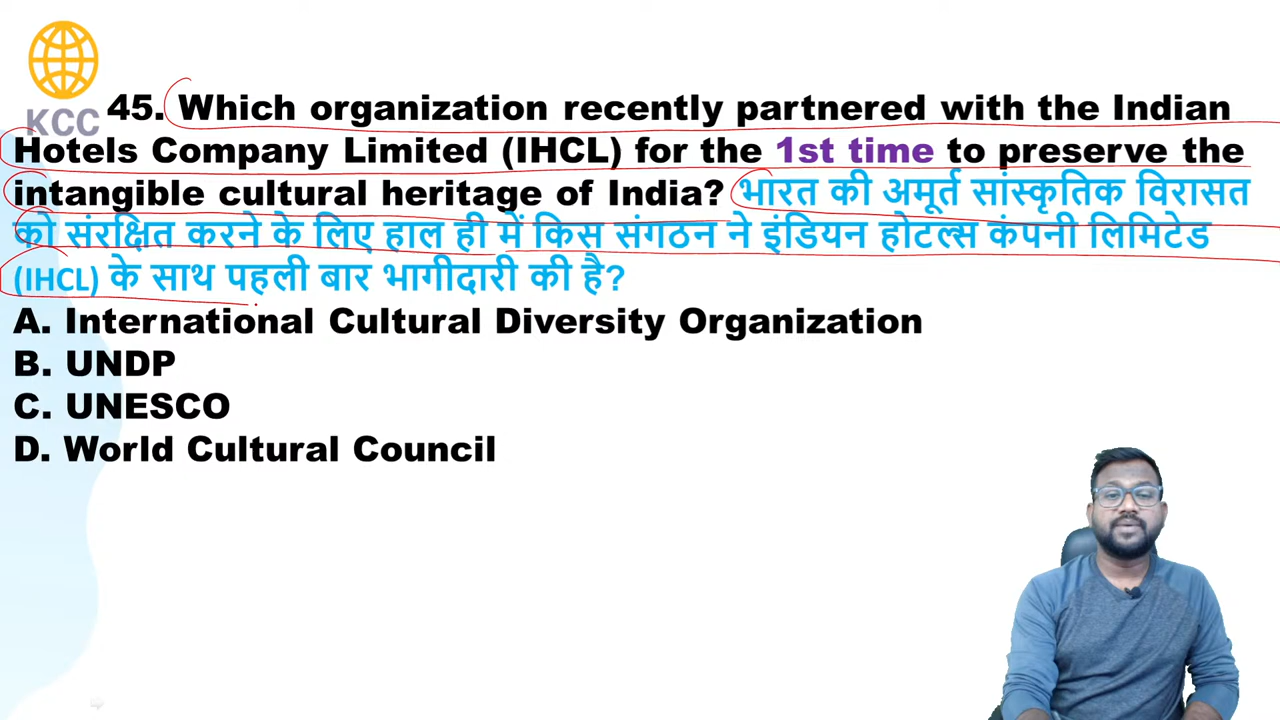 KCC
45. Which organization recently partnered with the Indian
Hotels Company Limited (IHCL) for the 1st time to preserve the
intangible cultural heritage of India? भारत की अमूर्त सांस्कृतिक विरासत
को संरक्षित करने के लिए हाल ही में किस संगठन ने इंडियन होटल्स कंपनी लिमिटेड
(IHCL) के साथ पहली बार भागीदारी की है?
A. International Cultural Diversity Organization
B. UNDP
C. UNESCO
D. World Cultural Council